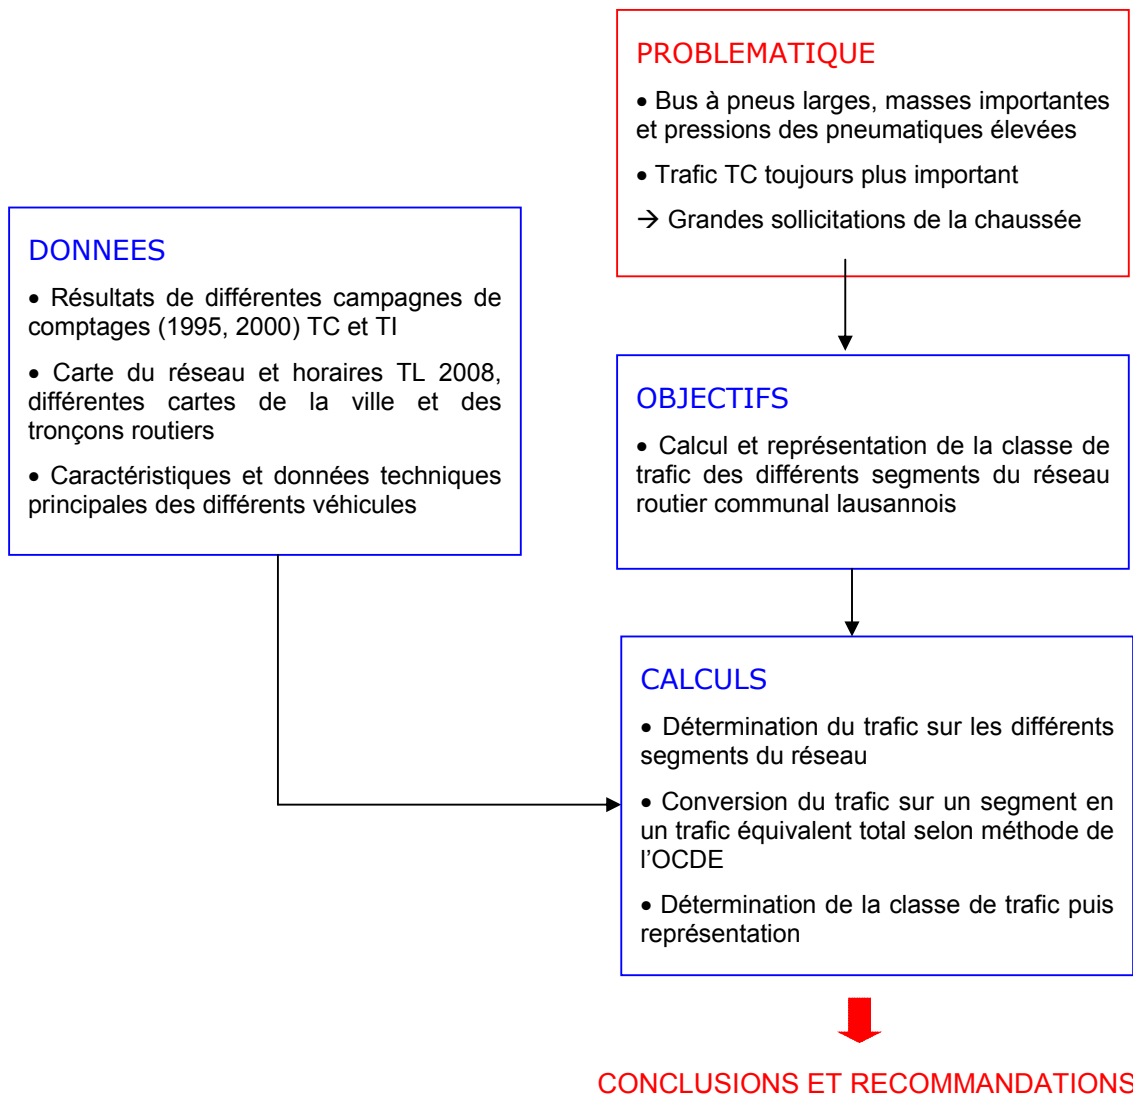 PROBLEMATIQUE
• Bus à pneus larges, masses importantes
et pressions des pneumatiques élevées
• Trafic TC toujours plus important
→ Grandes sollicitations de la chaussée
DONNEES
• Résultats de différentes campagnes de
comptages (1995, 2000) TC et TI
• Carte du réseau et horaires TL 2008,
différentes cartes de la ville et des
tronçons routiers
• Caractéristiques et données techniques
principales des différents véhicules
OBJECTIFS
• Calcul et représentation de la classe de
trafic des différents segments du réseau
routier communal lausannois
CALCULS
• Détermination du trafic sur les différents
segments du réseau
• Conversion du trafic sur un segment en
un trafic équivalent total selon méthode de
l'OCDE
• Détermination de la classe de trafic puis
représentation
CONCLUSIONS ET RECOMMANDATIONS